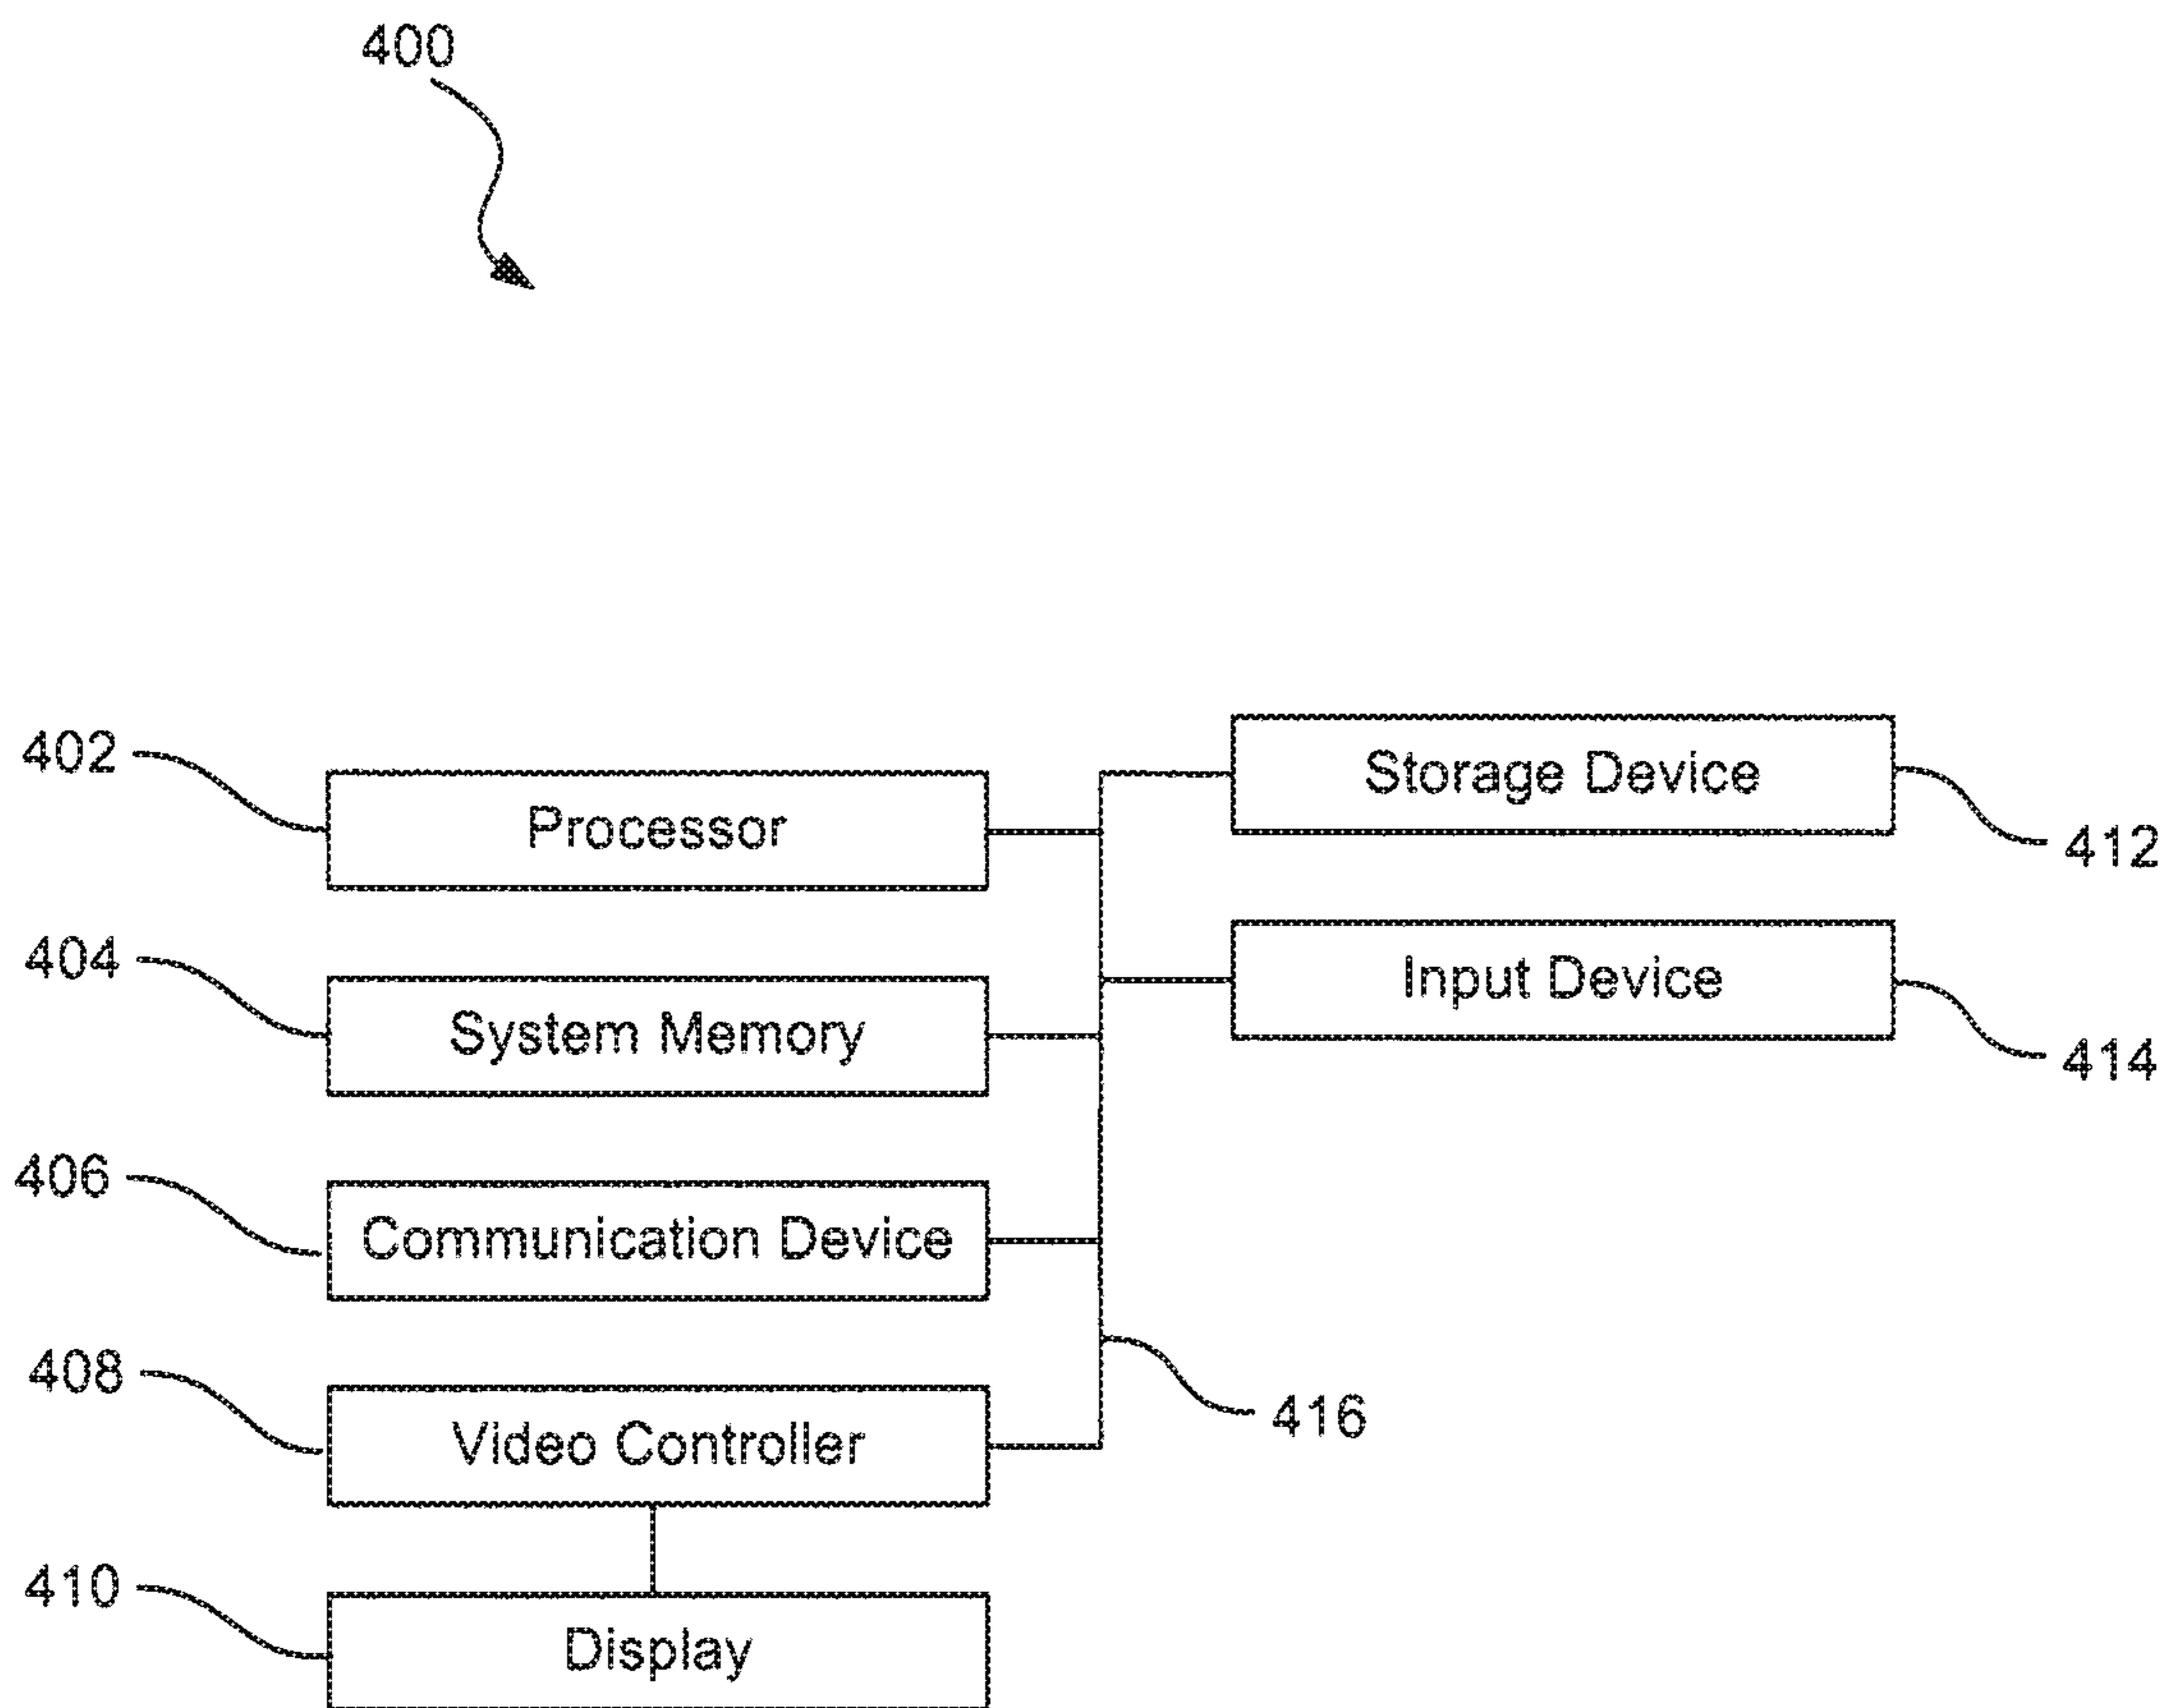 400
402
Processor
Storage Device
412
404
System Memory
Input Device
414
406
Communication Device
408
Video Controller
416
410
Display